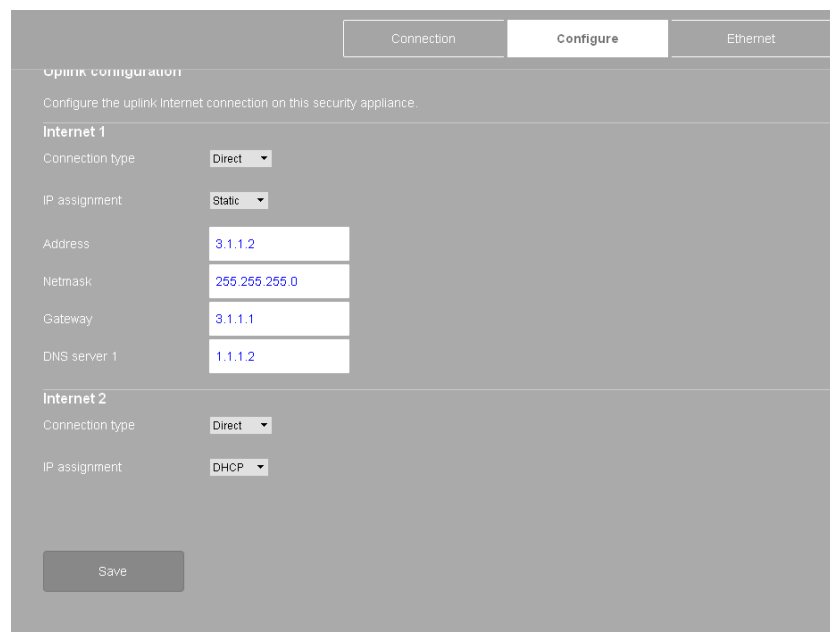 Connection Configure Ethernet
Uplink configuration
Configure the uplink Internet connection on this security appliance.
Internet 1
Connection type Direct
IP assignment Static
Address 3.1.1.2
Netmask 255.255.255.0
Gateway 3.1.1.1
DNS server 1 1.1.1.2
Internet 2
Connection type Direct
IP assignment DHCP
Save